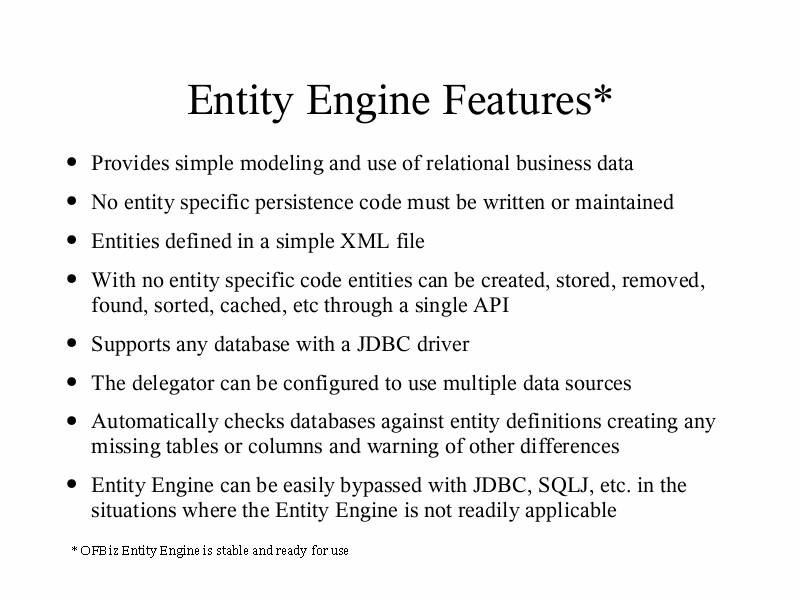 Entity Engine Features*
• Provides simple modeling and use of relational business data
• No entity specific persistence code must be written or maintained
• Entities defined in a simple XML file
• With no entity specific code entities can be created, stored, removed,
found, sorted, cached, etc through a single API
• Supports any database with a JDBC driver
• The delegator can be configured to use multiple data sources
• Automatically checks databases against entity definitions creating any
missing tables or columns and warning of other differences
• Entity Engine can be easily bypassed with JDBC, SQLJ, etc. in the
situations where the Entity Engine is not readily applicable
* OFBiz Entity Engine is stable and ready for use